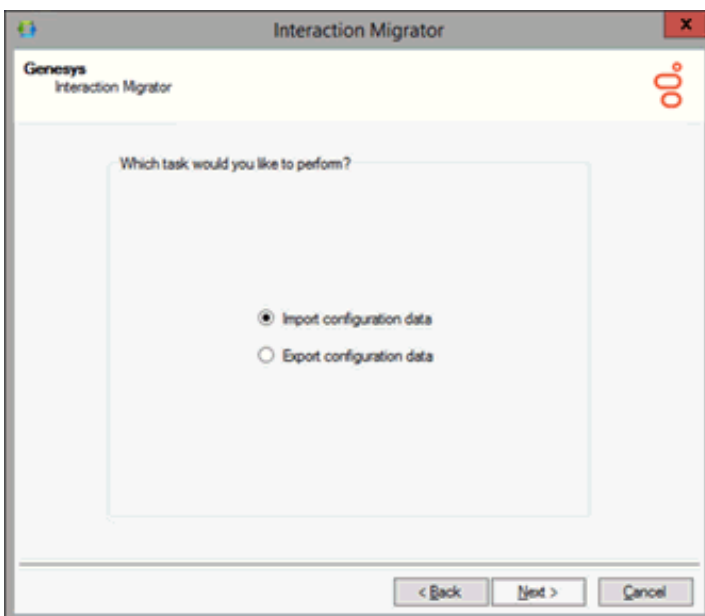 Interaction Migrator
Genesys
Interaction Migrator
Which task would you like to perform?
Import configuration data
Export configuration data
< Back Next > Cancel